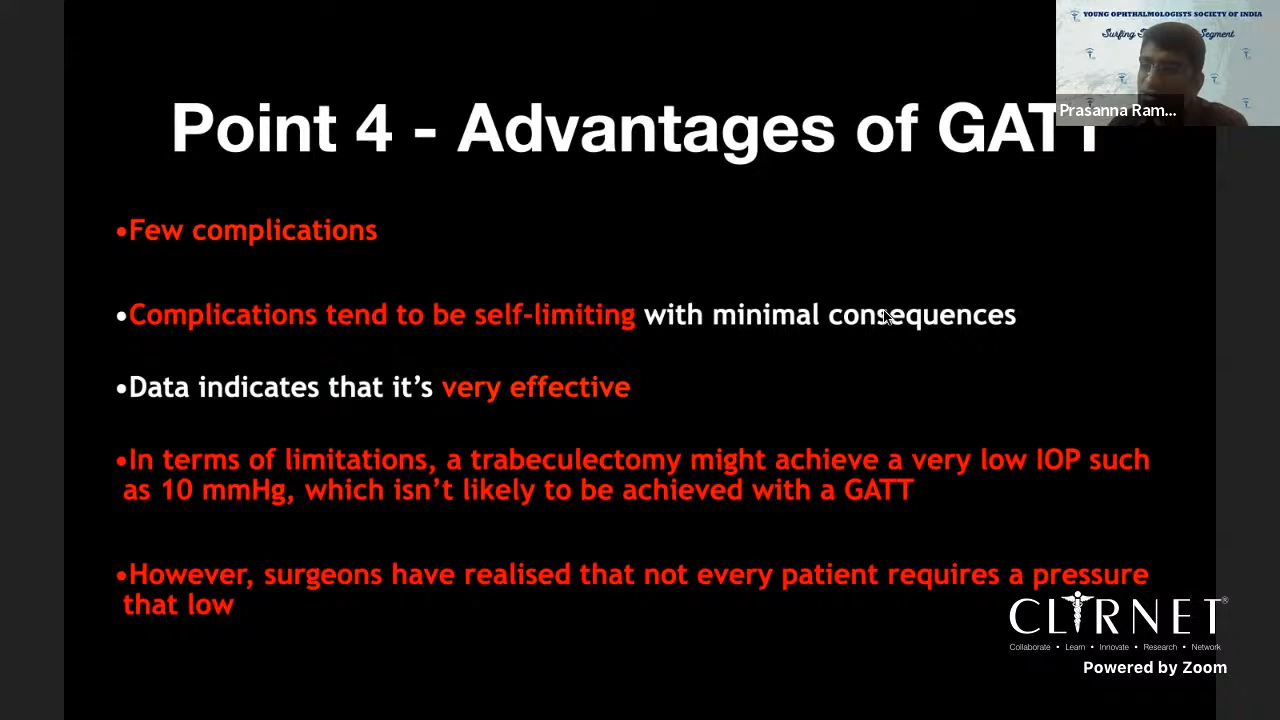 YOUNG OPHTHALMOLOGISTS SOCIETY OF INDIA
Surfing
Segment
Prasanna Ram...
Point 4 - Advantages of GATT
•Few complications
•Complications tend to be self-limiting with minimal consequences
•Data indicates that it’s very effective
•In terms of limitations, a trabeculectomy might achieve a very low IOP such
as 10 mmHg, which isn’t likely to be achieved with a GATT
•However, surgeons have realised that not every patient requires a pressure
that low
CLIRNET®
Collaborate • Learn • Innovate • Research • Network
Powered by Zoom